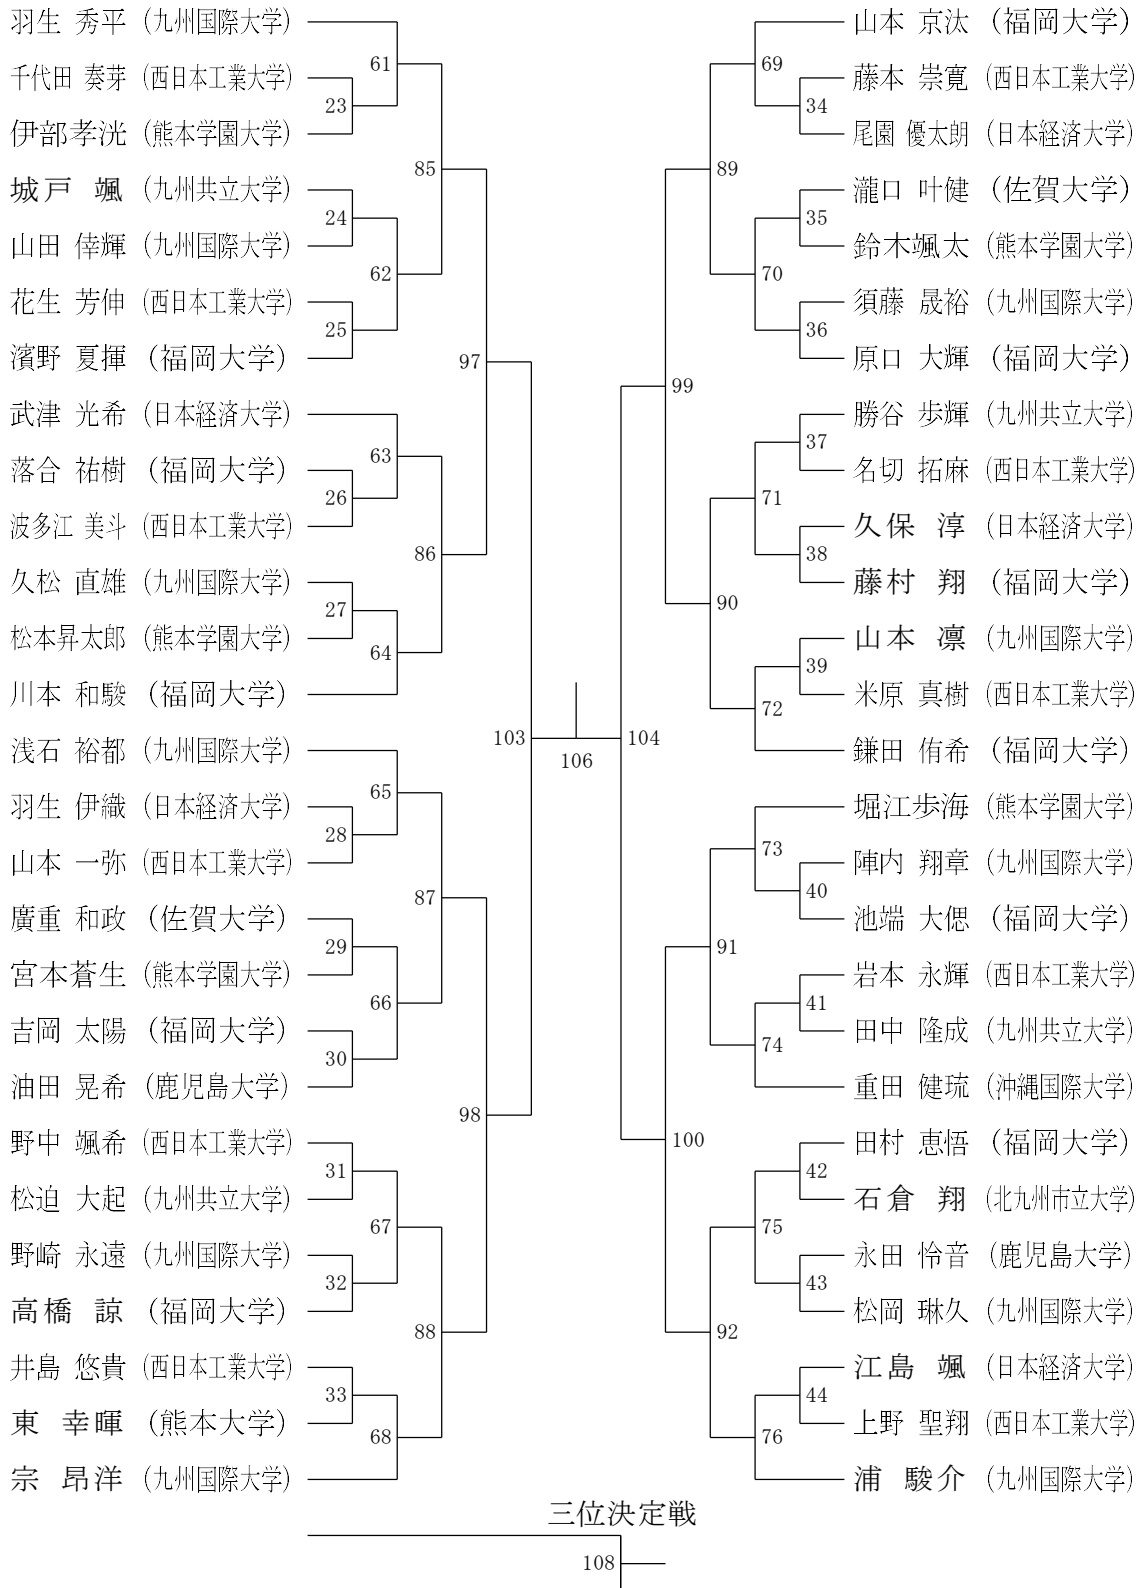 羽生 秀平 (九州国際大学)
61
千代田 奏芽 (西日本工業大学)
23
伊部孝洸 (熊本学園大学)
85
城戸 颯 (九州共立大学)
24
山田 倖輝 (九州国際大学)
62
花生 芳伸 (西日本工業大学)
25
濱野 夏揮 (福岡大学)
97
武津 光希 (日本経済大学)
63
落合 祐樹 (福岡大学)
26
波多江 美斗 (西日本工業大学)
86
久松 直雄 (九州国際大学)
27
松本昇太郎 (熊本学園大学)
64
川本 和駿 (福岡大学)
103
浅石 裕都 (九州国際大学)
65
羽生 伊織 (日本経済大学)
28
山本 一弥 (西日本工業大学)
87
廣重 和政 (佐賀大学)
29
宮本蒼生 (熊本学園大学)
66
吉岡 太陽 (福岡大学)
30
油田 晃希 (鹿児島大学)
98
野中 颯希 (西日本工業大学)
31
松迫 大起 (九州共立大学)
67
野崎 永遠 (九州国際大学)
32
高橋 諒 (福岡大学)
88
井島 悠貴 (西日本工業大学)
33
東 幸暉 (熊本大学)
68
宗 昂洋 (九州国際大学)
106
山本 京汰 (福岡大学)
69
藤本 崇寛 (西日本工業大学)
34
尾園 優太朗 (日本経済大学)
89
瀧口 叶健 (佐賀大学)
35
鈴木颯太 (熊本学園大学)
70
須藤 晟裕 (九州国際大学)
36
原口 大輝 (福岡大学)
99
勝谷 歩輝 (九州共立大学)
37
名切 拓麻 (西日本工業大学)
71
久保 淳 (日本経済大学)
38
藤村 翔 (福岡大学)
90
山本 凛 (九州国際大学)
39
米原 真樹 (西日本工業大学)
72
鎌田 侑希 (福岡大学)
104
堀江歩海 (熊本学園大学)
73
陣内 翔章 (九州国際大学)
40
池端 大偲 (福岡大学)
91
岩本 永輝 (西日本工業大学)
41
田中 隆成 (九州共立大学)
74
重田 健琉 (沖縄国際大学)
100
田村 恵悟 (福岡大学)
42
石倉 翔 (北九州市立大学)
75
永田 怜音 (鹿児島大学)
43
松岡 琳久 (九州国際大学)
92
江島 颯 (日本経済大学)
44
上野 聖翔 (西日本工業大学)
76
浦 駿介 (九州国際大学)
三位決定戦
108